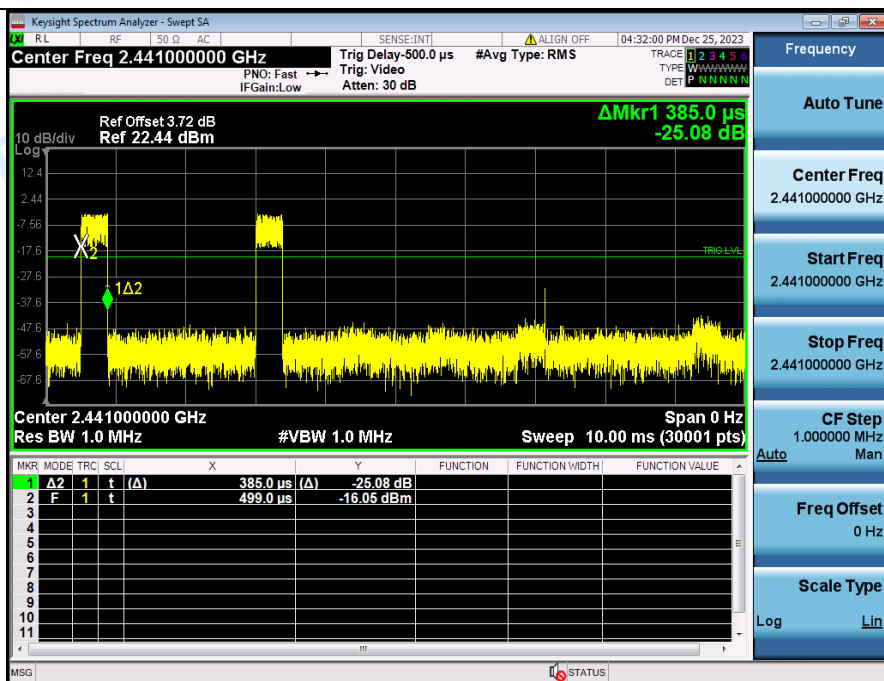 Keysight Spectrum Analyzer - Swept SA
LXI RL RF 50 Ω AC SENSE:INT ALIGN OFF 04:32:00 PM Dec 25, 2023
Center Freq 2.441000000 GHz Trig Delay-500.0 µs #Avg Type: RMS TRACE 1 2 3 4 5 6
PNO: Fast Trig: Video TYPE WWWWWW
IFGain:Low Atten: 30 dB DET P N N N N N
ΔMkr1 385.0 µs
-25.08 dB
Ref Offset 3.72 dB
10 dB/div Ref 22.44 dBm
Log
12.4
2.44
-7.56
-17.6
-27.6
-37.6
-47.6
-57.6
-67.6
TRIG LVL
2
1Δ2
Center 2.441000000 GHz Span 0 Hz
Res BW 1.0 MHz #VBW 1.0 MHz Sweep 10.00 ms (30001 pts)
MKR MODE TRC SCL X Y FUNCTION FUNCTION WIDTH FUNCTION VALUE
1 Δ2 1 t (Δ) 385.0 µs (Δ) -25.08 dB
2 F 1 t 499.0 µs -16.05 dBm
3
4
5
6
7
8
9
10
11
MSG STATUS
Frequency
Auto Tune
Center Freq
2.441000000 GHz
Start Freq
2.441000000 GHz
Stop Freq
2.441000000 GHz
CF Step
1.000000 MHz
Auto Man
Freq Offset
0 Hz
Scale Type
Log Lin